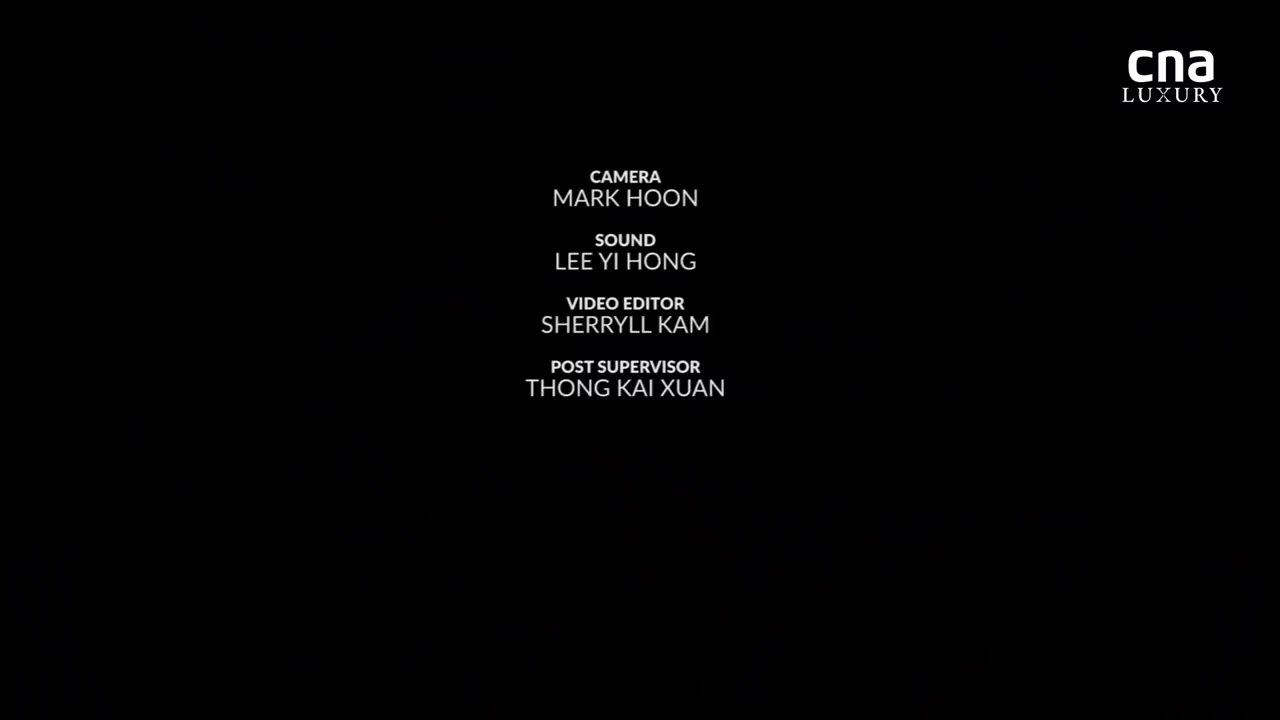 cna
LUXURY
CAMERA
MARK HOON
SOUND
LEE YI HONG
VIDEO EDITOR
SHERRYLL KAM
POST SUPERVISOR
THONG KAI XUAN